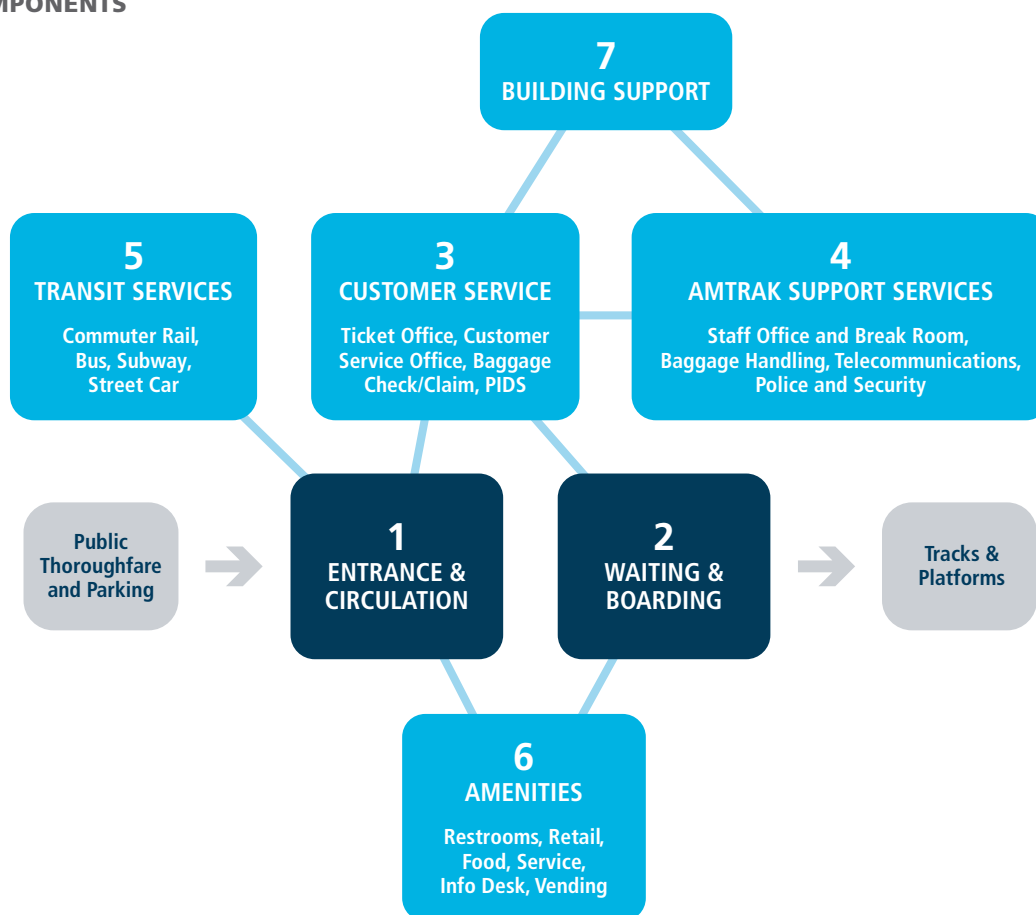 7
BUILDING SUPPORT
5
TRANSIT SERVICES
Commuter Rail,
Bus, Subway,
Street Car
3
CUSTOMER SERVICE
Ticket Office, Customer
Service Office, Baggage
Check/Claim, PIDS
4
AMTRAK SUPPORT SERVICES
Staff Office and Break Room,
Baggage Handling, Telecommunications,
Police and Security
Public
Thoroughfare
and Parking
1
ENTRANCE &
CIRCULATION
2
WAITING &
BOARDING
Tracks &
Platforms
6
AMENITIES
Restrooms, Retail,
Food, Service,
Info Desk, Vending